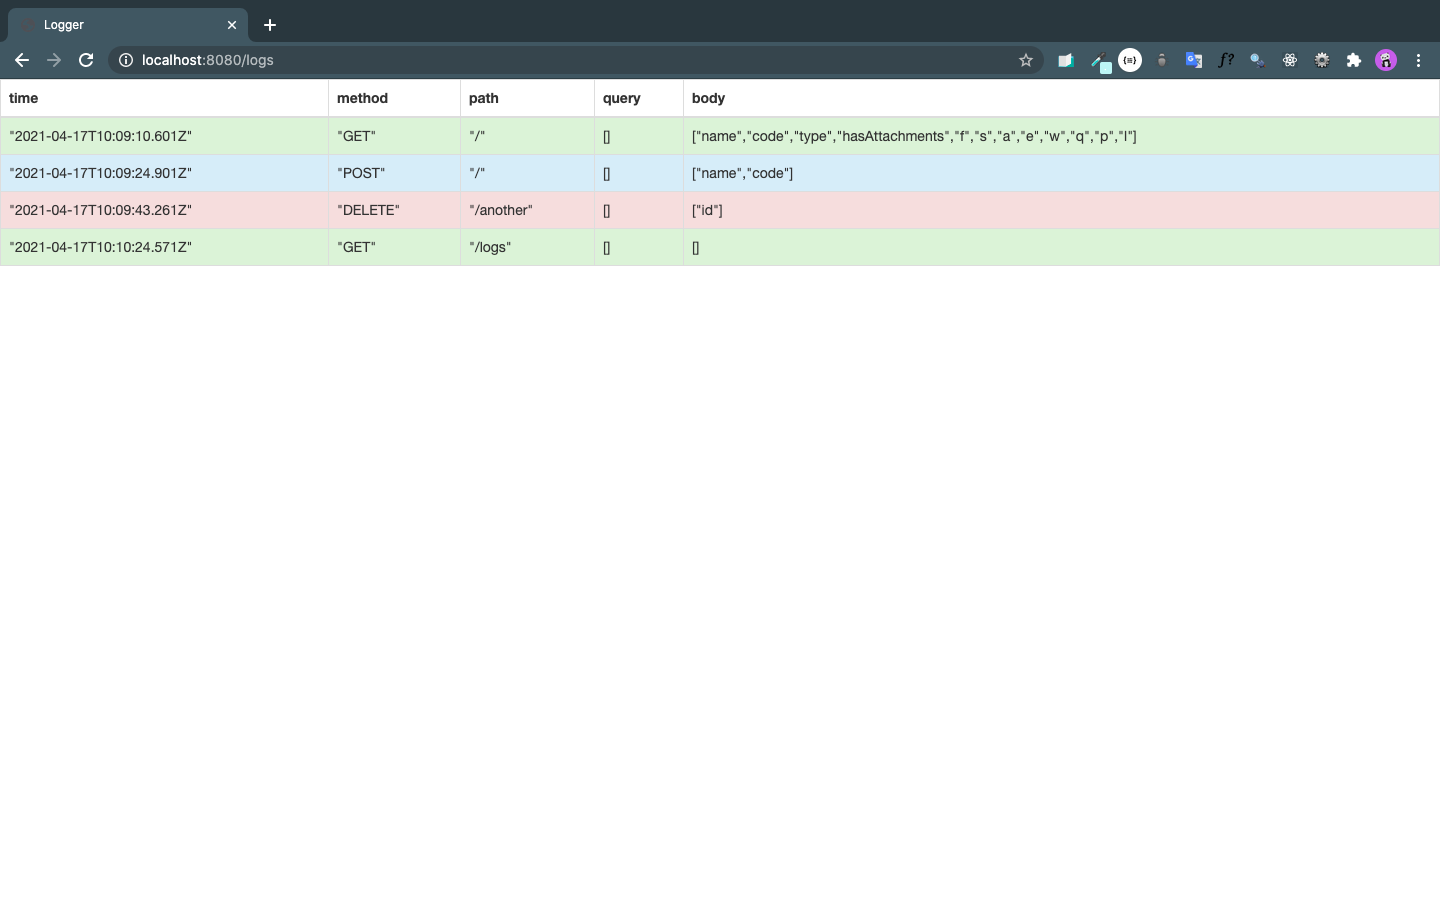 Logger
localhost:8080/logs
time method path query body
"2021-04-17T10:09:10.601Z" "GET" "/" [] ["name","code","type","hasAttachments","f","s","a","e","w","q","p","l"]
"2021-04-17T10:09:24.901Z" "POST" "/" [] ["name","code"]
"2021-04-17T10:09:43.261Z" "DELETE" "/another" [] ["id"]
"2021-04-17T10:10:24.571Z" "GET" "/logs" [] []